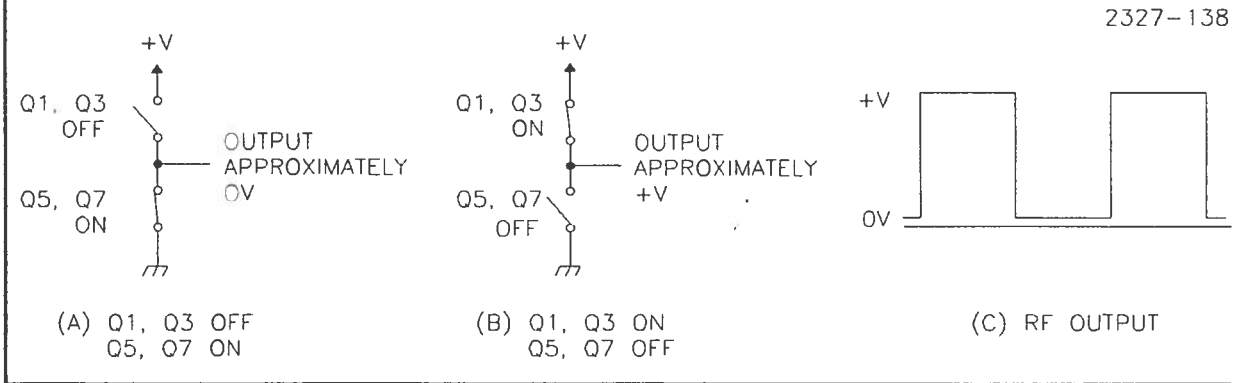 2327-138
+V
Q1, Q3
OFF
OUTPUT
APPROXIMATELY
0V
Q5, Q7
ON
(A) Q1, Q3 OFF
Q5, Q7 ON
+V
Q1, Q3
ON
OUTPUT
APPROXIMATELY
+V
Q5, Q7
OFF
(B) Q1, Q3 ON
Q5, Q7 OFF
+V
0V
(C) RF OUTPUT